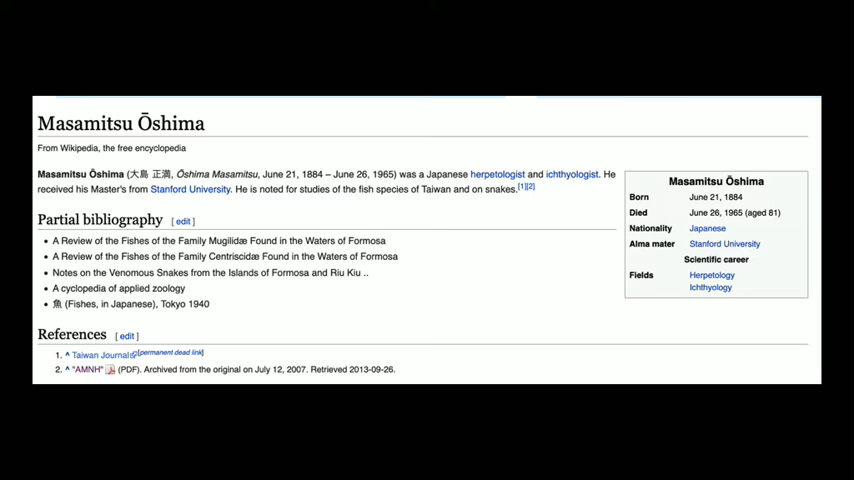 Masamitsu Ōshima
From Wikipedia, the free encyclopedia
Masamitsu Ōshima (大島 正満, Ōshima Masamitsu, June 21, 1884 – June 26, 1965) was a Japanese herpetologist and ichthyologist. He
received his Master's from Stanford University. He is noted for studies of the fish species of Taiwan and on snakes.[1][2]
Partial bibliography [ edit ]
• A Review of the Fishes of the Family Mugilidæ Found in the Waters of Formosa
• A Review of the Fishes of the Family Centriscidæ Found in the Waters of Formosa
• Notes on the Venomous Snakes from the Islands of Formosa and Riu Kiu ..
• A cyclopedia of applied zoology
• 魚 (Fishes, in Japanese), Tokyo 1940
References [ edit ]
1. ^ Taiwan Journal[permanent dead link]
2. ^ "AMNH" (PDF). Archived from the original on July 12, 2007. Retrieved 2013-09-26.
Masamitsu Ōshima
Born June 21, 1884
Died June 26, 1965 (aged 81)
Nationality Japanese
Alma mater Stanford University
Scientific career
Fields Herpetology
Ichthyology